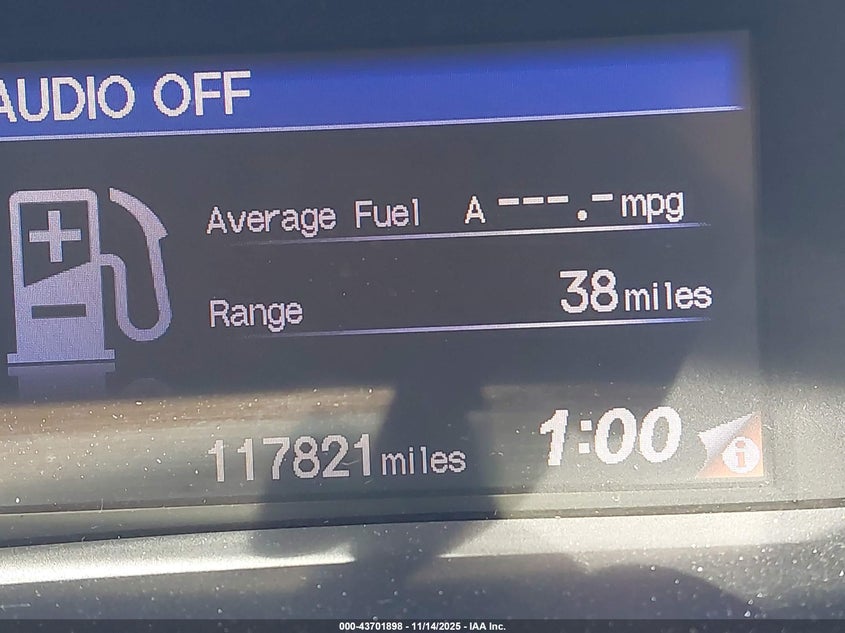 AUDIO OFF
Average Fuel A ---.- mpg
Range 38 miles
117821 miles 1:00 i
000-43701898 - 11/14/2025 - IAA Inc.